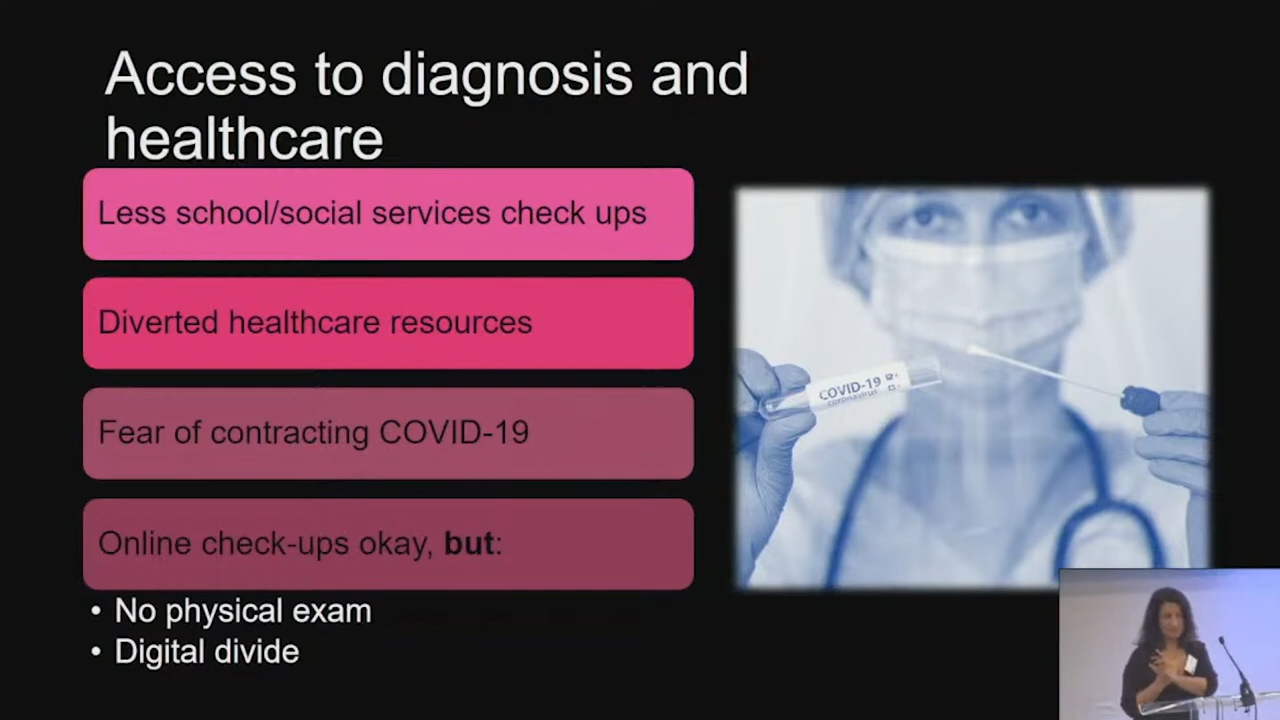 Access to diagnosis and
healthcare
Less school/social services check ups
Diverted healthcare resources
Fear of contracting COVID-19
Online check-ups okay, but:
• No physical exam
• Digital divide
COVID-19
coronavirus